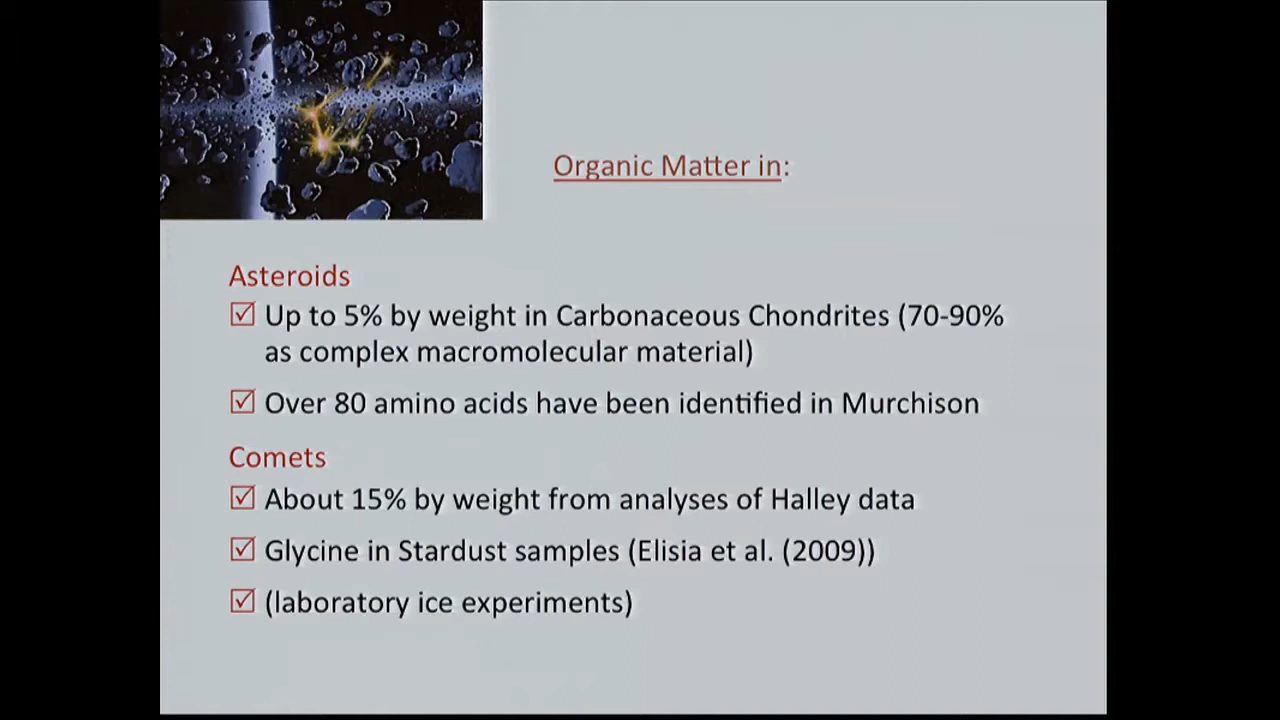 Organic Matter in:
Asteroids
☑ Up to 5% by weight in Carbonaceous Chondrites (70-90%
as complex macromolecular material)
☑ Over 80 amino acids have been identified in Murchison
Comets
☑ About 15% by weight from analyses of Halley data
☑ Glycine in Stardust samples (Elisia et al. (2009))
☑ (laboratory ice experiments)